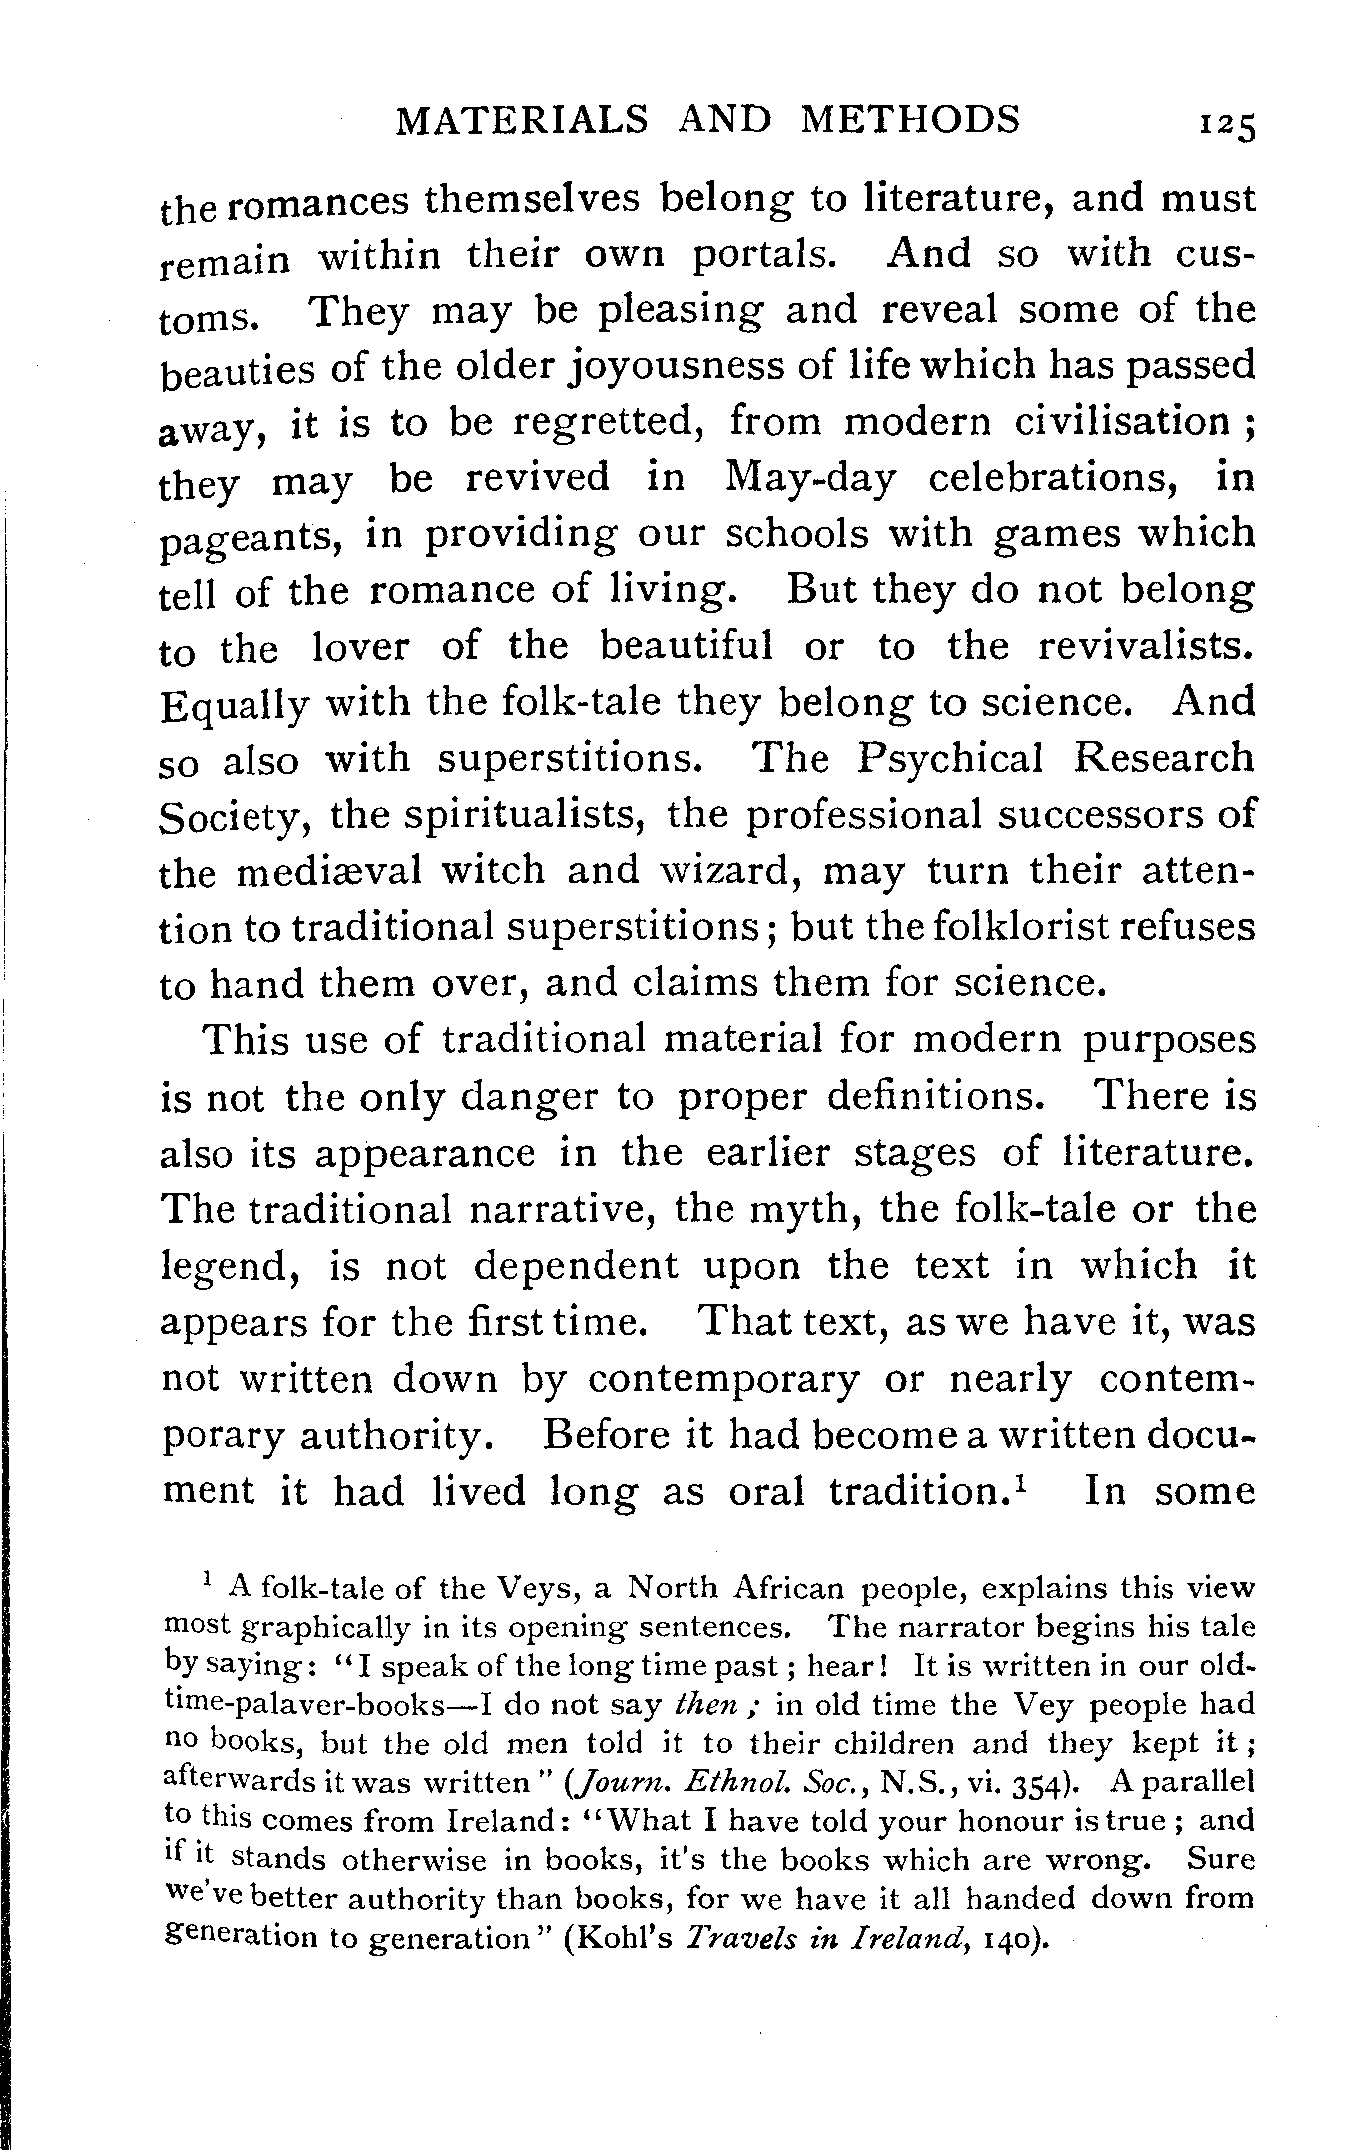 MATERIALS AND METHODS 125
the romances themselves belong to literature, and must
remain within their own portals. And so with cus-
toms. They may be pleasing and reveal some of the
beauties of the older joyousness of life which has passed
away, it is to be regretted, from modern civilisation ;
they may be revived in May-day celebrations, in
pageants, in providing our schools with games which
tell of the romance of living. But they do not belong
to the lover of the beautiful or to the revivalists.
Equally with the folk-tale they belong to science. And
so also with superstitions. The Psychical Research
Society, the spiritualists, the professional successors of
the mediæval witch and wizard, may turn their atten-
tion to traditional superstitions; but the folklorist refuses
to hand them over, and claims them for science.
This use of traditional material for modern purposes
is not the only danger to proper definitions. There is
also its appearance in the earlier stages of literature.
The traditional narrative, the myth, the folk-tale or the
legend, is not dependent upon the text in which it
appears for the first time. That text, as we have it, was
not written down by contemporary or nearly contem-
porary authority. Before it had become a written docu-
ment it had lived long as oral tradition.¹ In some
¹ A folk-tale of the Veys, a North African people, explains this view
most graphically in its opening sentences. The narrator begins his tale
by saying: "I speak of the long time past ; hear! It is written in our old-
time-palaver-books—I do not say then ; in old time the Vey people had
no books, but the old men told it to their children and they kept it ;
afterwards it was written" (Journ. Ethnol. Soc., N.S., vi. 354). A parallel
to this comes from Ireland: "What I have told your honour is true ; and
if it stands otherwise in books, it's the books which are wrong. Sure
we've better authority than books, for we have it all handed down from
generation to generation" (Kohl's Travels in Ireland, 140).